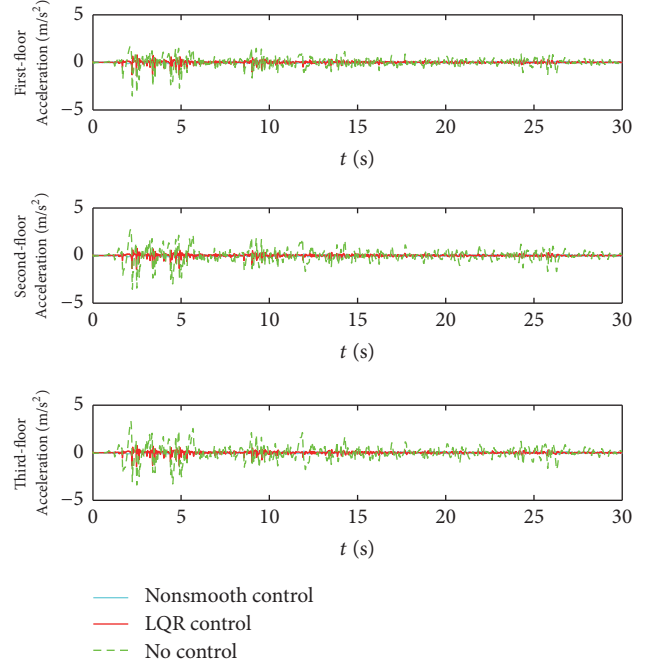 First-floor
Acceleration (m/s²)
5
0
−5
0 5 10 15 20 25 30
t (s)
Second-floor
Acceleration (m/s²)
5
0
−5
0 5 10 15 20 25 30
t (s)
Third-floor
Acceleration (m/s²)
5
0
−5
0 5 10 15 20 25 30
t (s)
Nonsmooth control
LQR control
No control